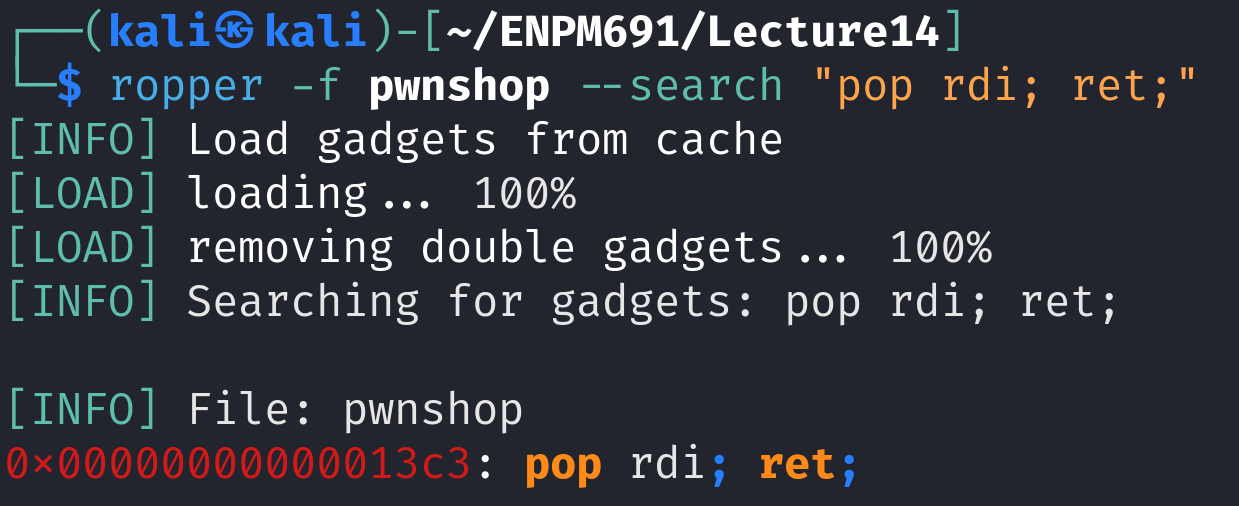 ┌──(kali㉿kali)-[~/ENPM691/Lecture14]
└─$ ropper -f pwnshop --search "pop rdi; ret;"
[INFO] Load gadgets from cache
[LOAD] loading... 100%
[LOAD] removing double gadgets... 100%
[INFO] Searching for gadgets: pop rdi; ret;
[INFO] File: pwnshop
0x00000000000013c3: pop rdi; ret;